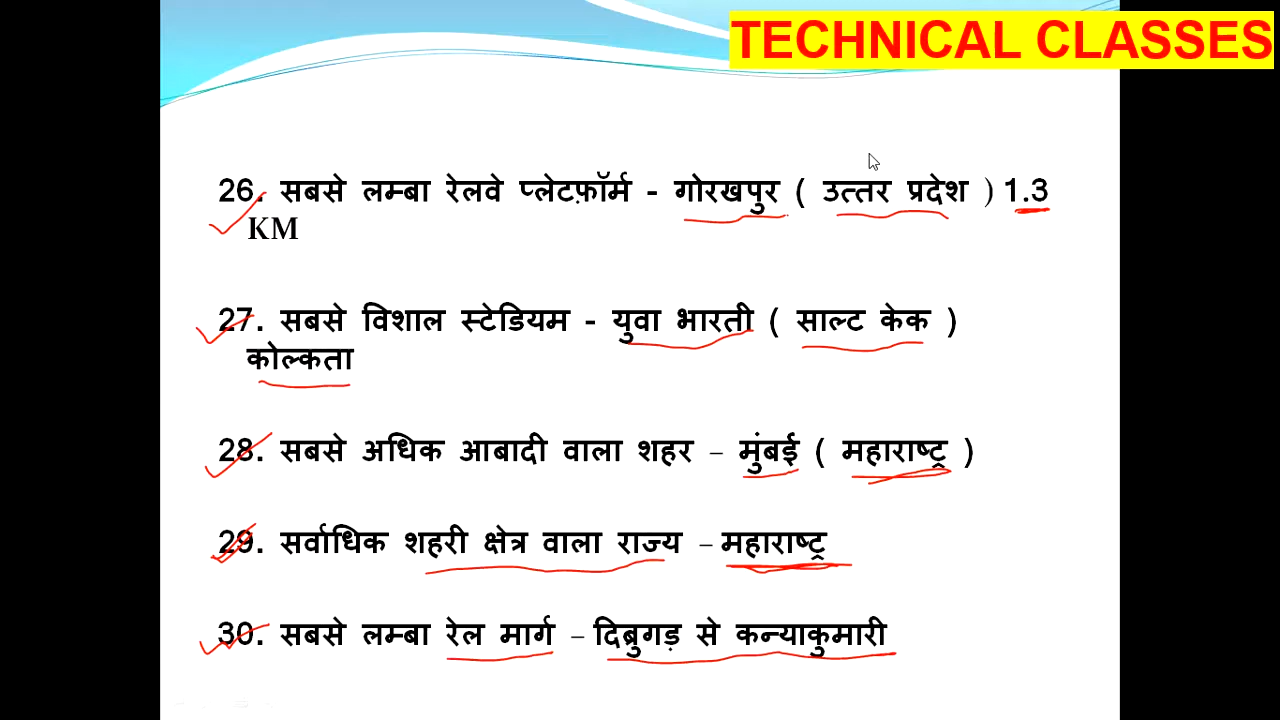 TECHNICAL CLASSES
26. सबसे लम्बा रेलवे प्लेटफ़ॉर्म - गोरखपुर ( उत्तर प्रदेश ) 1.3
KM
27. सबसे विशाल स्टेडियम - युवा भारती ( साल्ट केक )
कोल्कता
28. सबसे अधिक आबादी वाला शहर – मुंबई ( महाराष्ट्र )
29. सर्वाधिक शहरी क्षेत्र वाला राज्य – महाराष्ट्र
30. सबसे लम्बा रेल मार्ग – दिब्रुगड़ से कन्याकुमारी